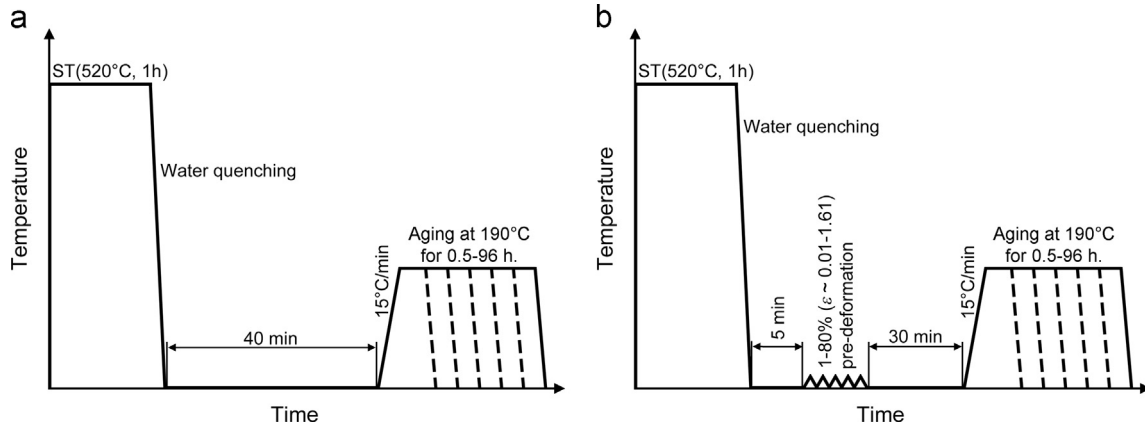 a
ST(520°C, 1h)
Water quenching
Temperature
40 min
15°C/min
Aging at 190°C
for 0.5-96 h.
Time
b
ST(520°C, 1h)
Water quenching
Temperature
5 min
1-80% (ε ~ 0.01-1.61)
pre-deformation
30 min
15°C/min
Aging at 190°C
for 0.5-96 h.
Time